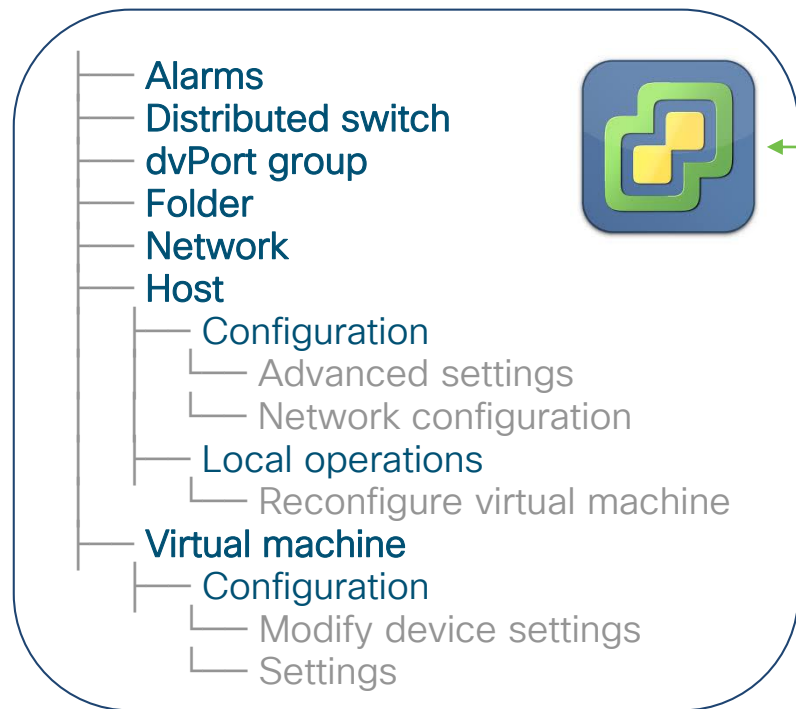 Alarms
Distributed switch
dvPort group
Folder
Network
Host
Configuration
Advanced settings
Network configuration
Local operations
Reconfigure virtual machine
Virtual machine
Configuration
Modify device settings
Settings